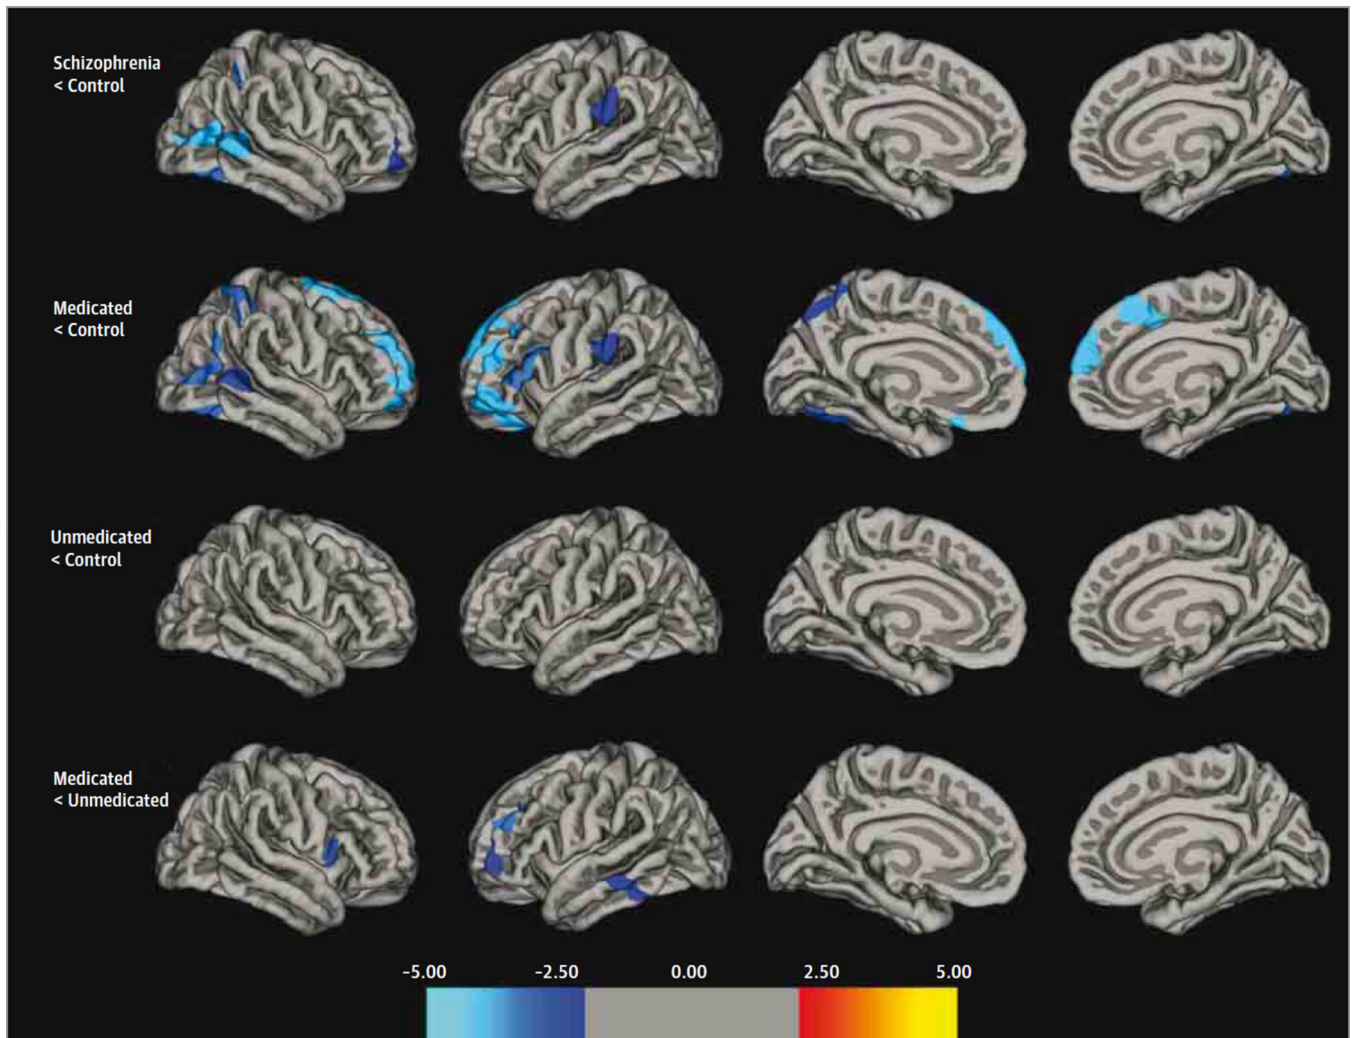 Schizophrenia
< Control
Medicated
< Control
Unmedicated
< Control
Medicated
< Unmedicated
-5.00 -2.50 0.00 2.50 5.00